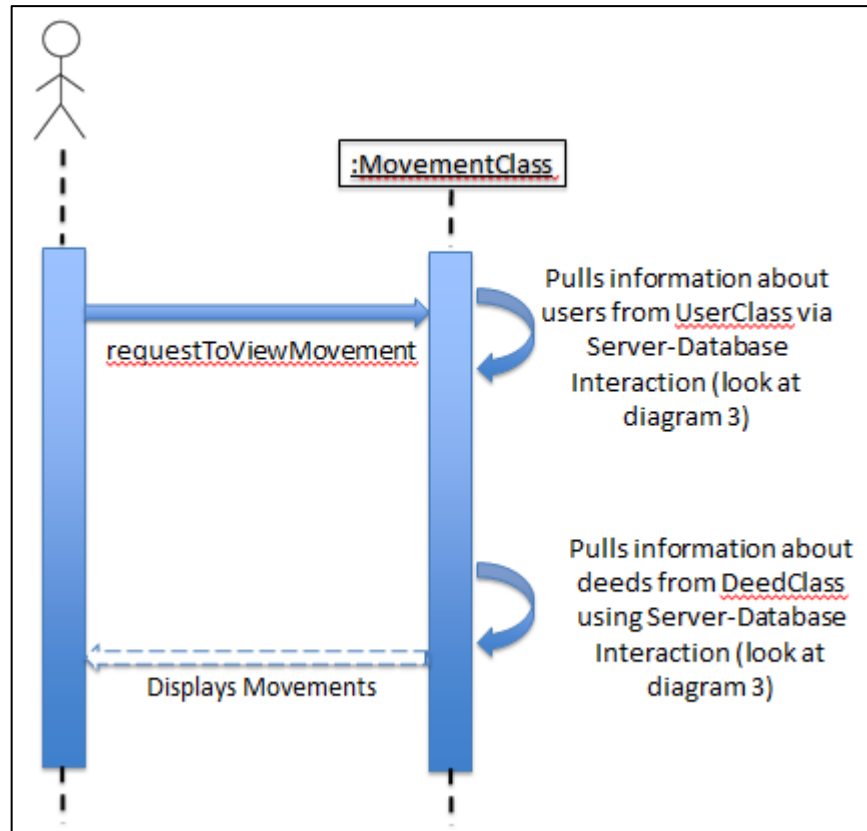 :MovementClass
requestToViewMovement
Pulls information about
users from UserClass via
Server-Database
Interaction (look at
diagram 3)
Pulls information about
deeds from DeedClass
using Server-Database
Interaction (look at
diagram 3)
Displays Movements